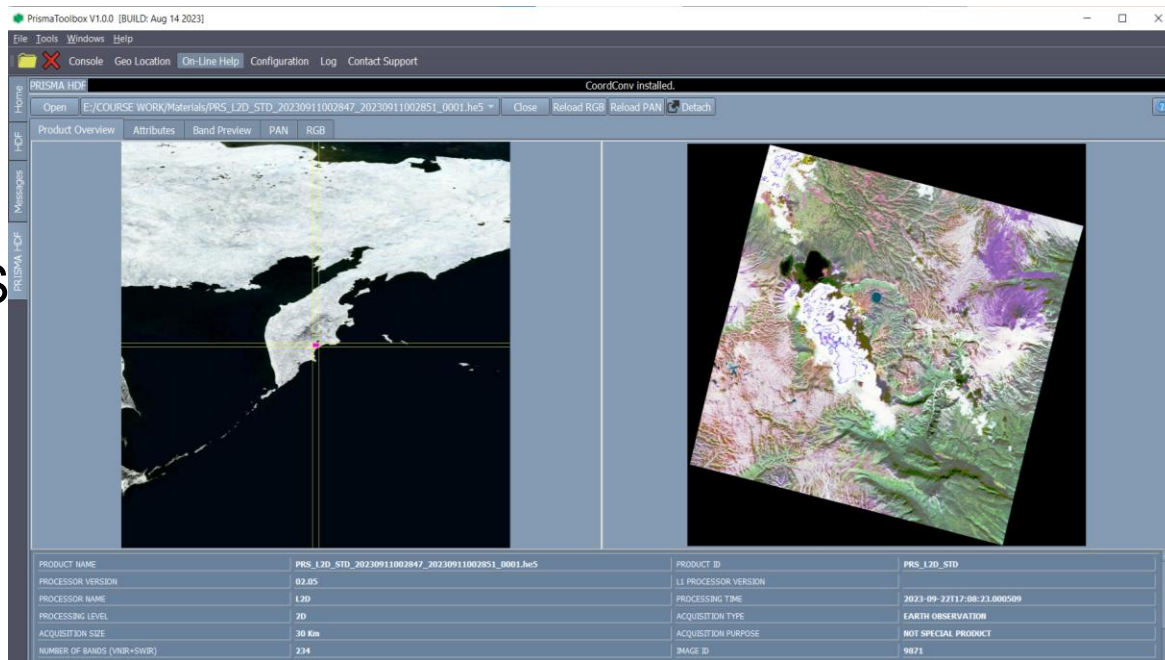 PrismaToolbox V1.0.0 [BUILD: Aug 14 2023]
File Tools Windows Help
Console Geo Location On-Line Help Configuration Log Contact Support
PRISMA HDF CoordConv installed.
Open E:/COURSE WORK/Materials/PRS_L2D_STD_20230911002847_20230911002851_0001.he5 Close Reload RGB Reload PAN Detach
Product Overview Attributes Band Preview PAN RGB
Home
HDF
Messages
PRISMA HDF
S
PRODUCT NAME PRS_L2D_STD_20230911002847_20230911002851_0001.he5 PRODUCT ID PRS_L2D_STD
PROCESSOR VERSION 02.05 L1 PROCESSOR VERSION
PROCESSOR NAME L2D PROCESSING TIME 2023-09-22T17:08:23.000509
PROCESSING LEVEL 2D ACQUISITION TYPE EARTH OBSERVATION
ACQUISITION SIZE 30 Km ACQUISITION PURPOSE NOT SPECIAL PRODUCT
NUMBER OF BANDS (VNIR+SWIR) 234 IMAGE ID 9871